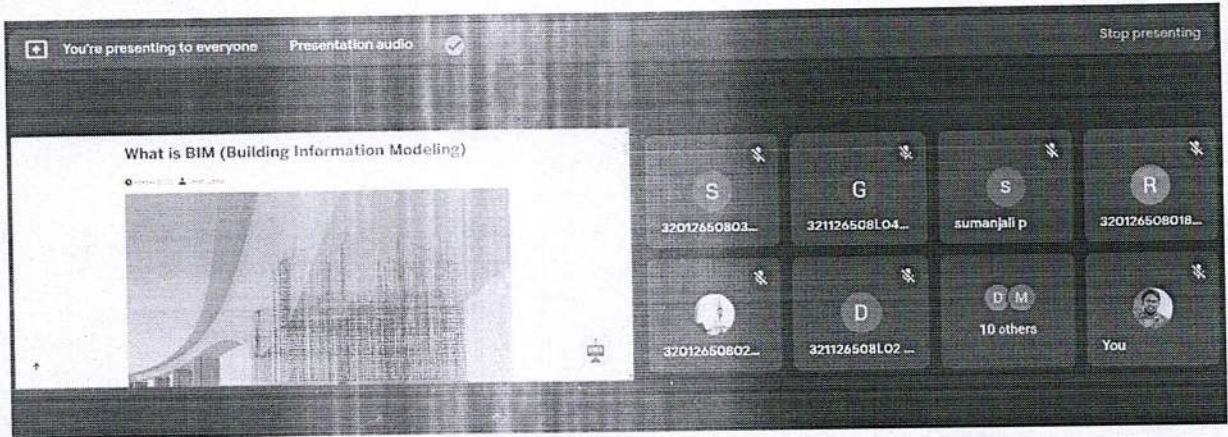 You're presenting to everyone Presentation audio Stop presenting
What is BIM (Building Information Modeling)
S G S R
32012650803... 321126508L04... sumanjali p 320126508018...
D D M
10 others
32012650802... 321126508L02 ... You